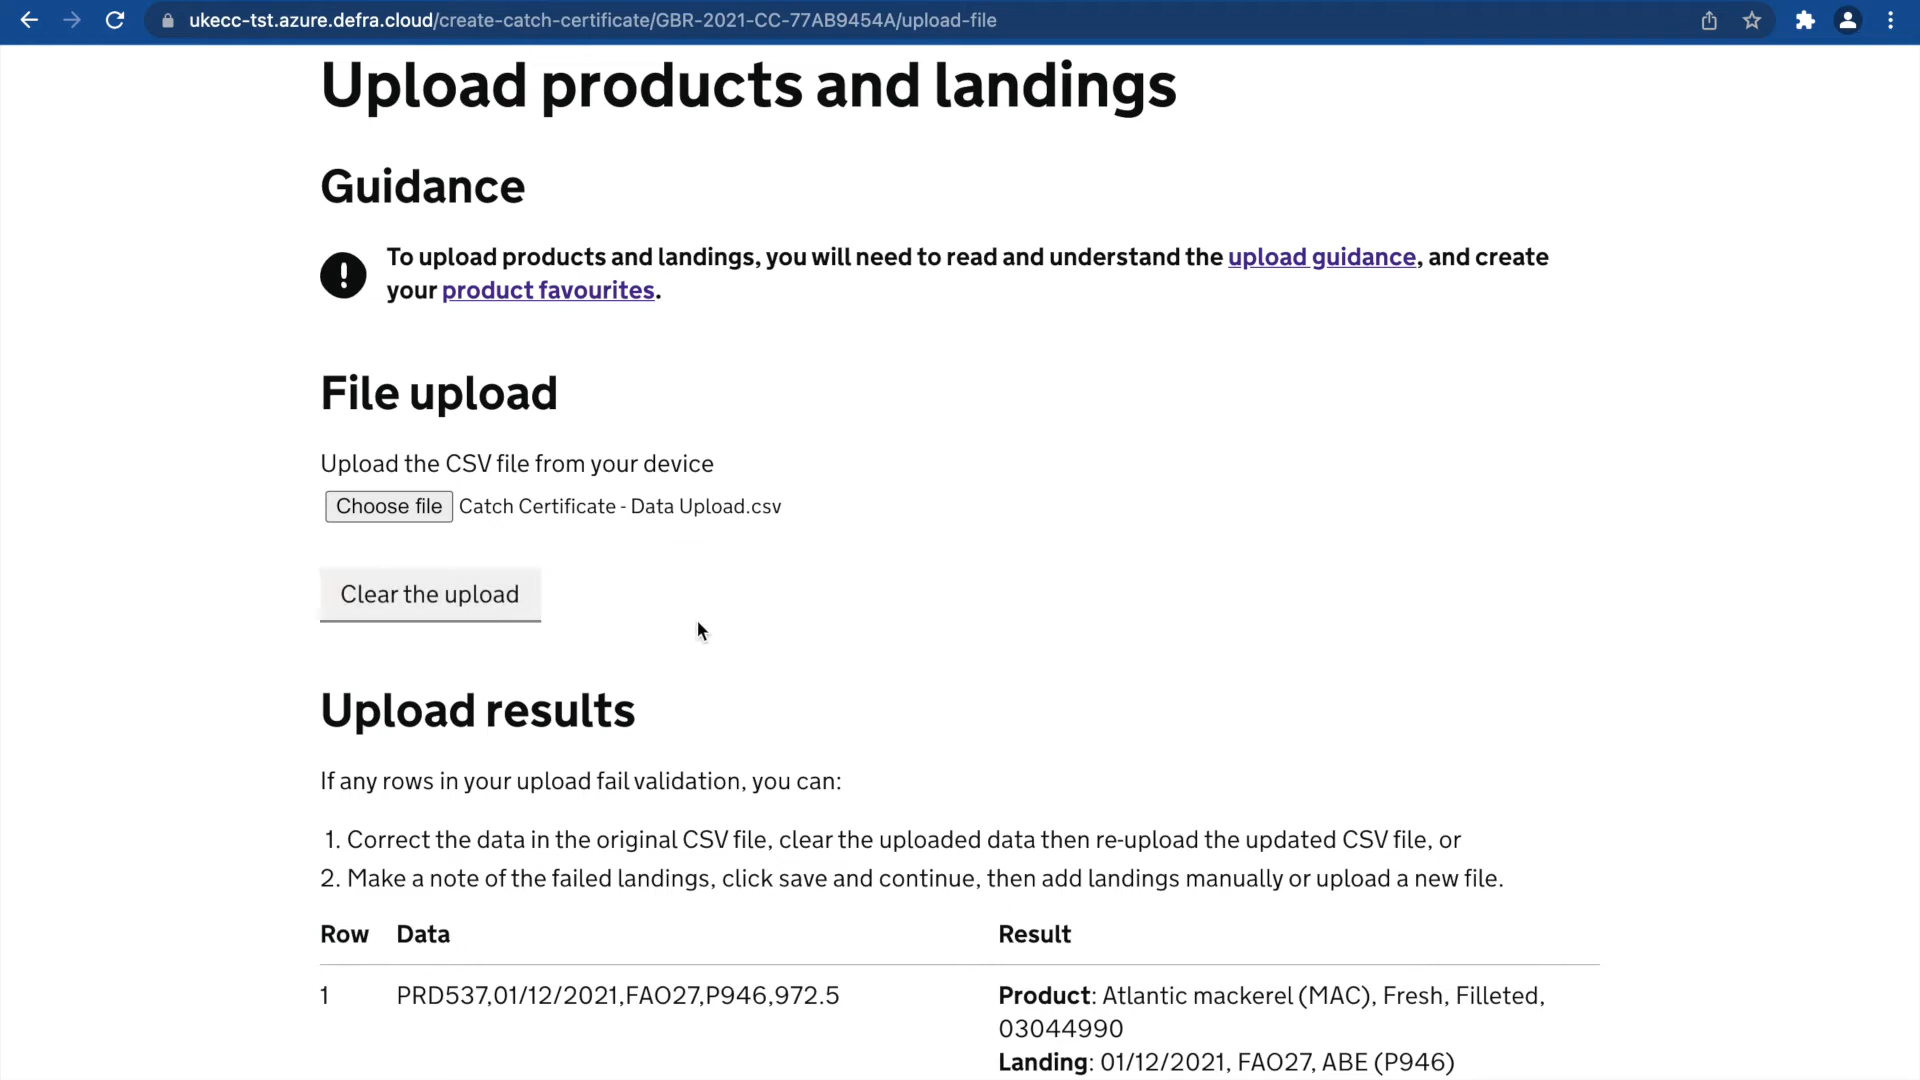 ukecc-tst.azure.defra.cloud/create-catch-certificate/GBR-2021-CC-77AB9454A/upload-file
Upload products and landings
Guidance
To upload products and landings, you will need to read and understand the upload guidance, and create
your product favourites.
File upload
Upload the CSV file from your device
Choose file Catch Certificate - Data Upload.csv
Clear the upload
Upload results
If any rows in your upload fail validation, you can:
1. Correct the data in the original CSV file, clear the uploaded data then re-upload the updated CSV file, or
2. Make a note of the failed landings, click save and continue, then add landings manually or upload a new file.
Row Data Result
1 PRD537,01/12/2021,FAO27,P946,972.5 Product: Atlantic mackerel (MAC), Fresh, Filleted,
03044990
Landing: 01/12/2021, FAO27, ABE (P946)